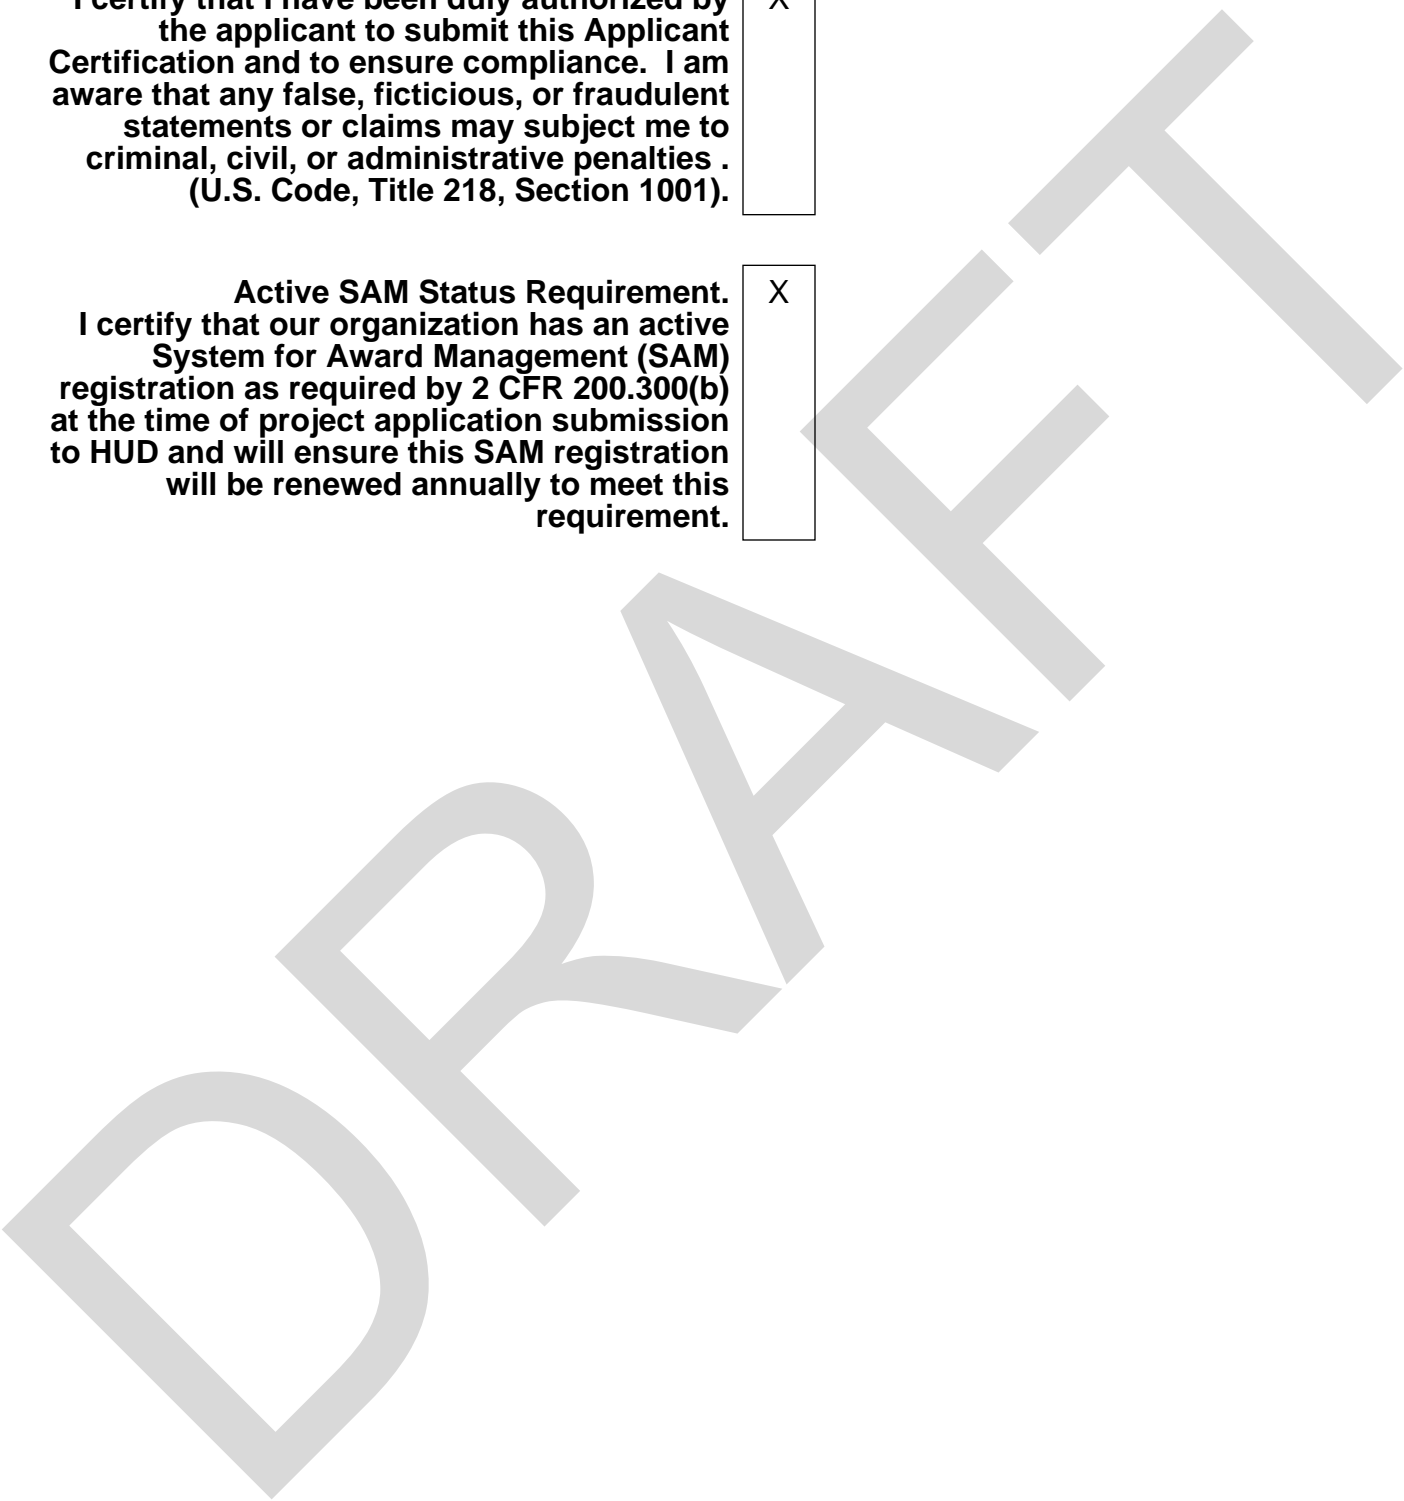 I certify that I have been duly authorized by
the applicant to submit this Applicant
Certification and to ensure compliance.  I am
aware that any false, ficticious, or fraudulent
statements or claims may subject me to
criminal, civil, or administrative penalties .
(U.S. Code, Title 218, Section 1001).
X
Active SAM Status Requirement.
I certify that our organization has an active
System for Award Management (SAM)
registration as required by 2 CFR 200.300(b)
at the time of project application submission
to HUD and will ensure this SAM registration
will be renewed annually to meet this
requirement.
X
DRAFT